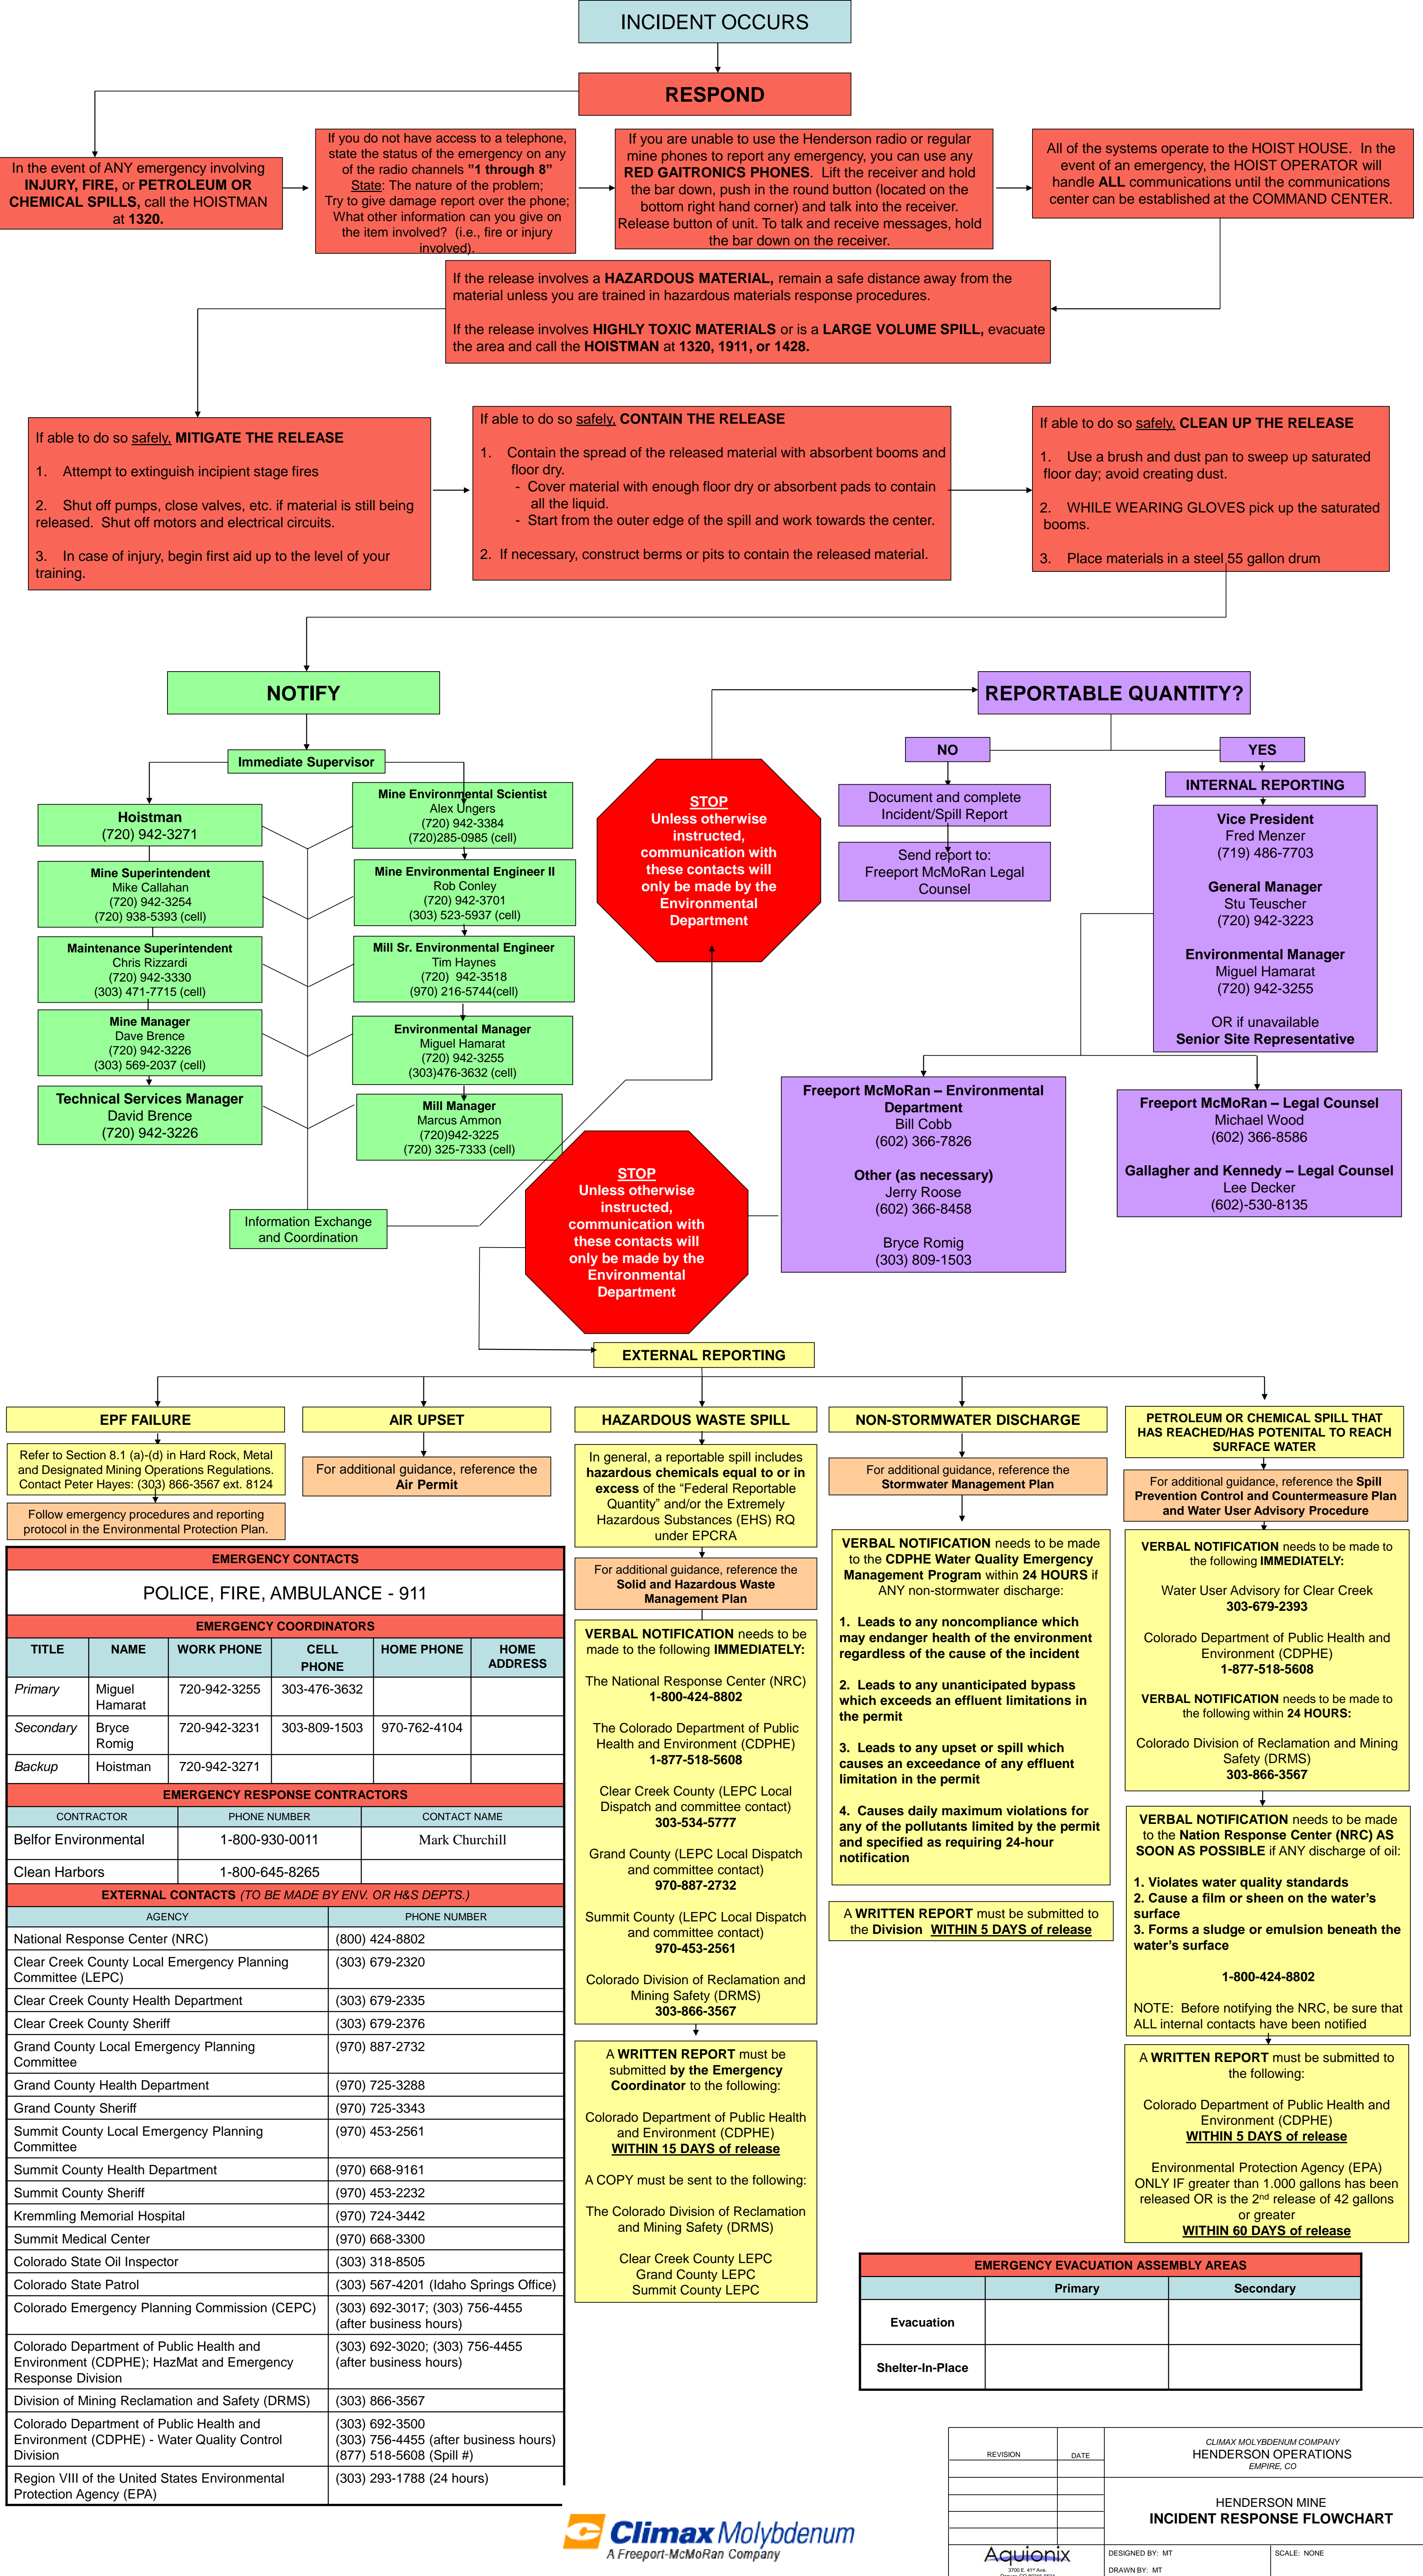 INCIDENT OCCURS
RESPOND
In the event of ANY emergency involving
INJURY, FIRE, or PETROLEUM OR
CHEMICAL SPILLS, call the HOISTMAN
at 1320.
If you do not have access to a telephone,
state the status of the emergency on any
of the radio channels "1 through 8"
State: The nature of the problem;
Try to give damage report over the phone;
What other information can you give on
the item involved? (i.e., fire or injury
involved).
If you are unable to use the Henderson radio or regular
mine phones to report any emergency, you can use any
RED GAITRONICS PHONES. Lift the receiver and hold
the bar down, push in the round button (located on the
bottom right hand corner) and talk into the receiver.
Release button of unit. To talk and receive messages, hold
the bar down on the receiver.
All of the systems operate to the HOIST HOUSE. In the
event of an emergency, the HOIST OPERATOR will
handle ALL communications until the communications
center can be established at the COMMAND CENTER.
If the release involves a HAZARDOUS MATERIAL, remain a safe distance away from the
material unless you are trained in hazardous materials response procedures.
If the release involves HIGHLY TOXIC MATERIALS or is a LARGE VOLUME SPILL, evacuate
the area and call the HOISTMAN at 1320, 1911, or 1428.
If able to do so safely, MITIGATE THE RELEASE
1. Attempt to extinguish incipient stage fires
2. Shut off pumps, close valves, etc. if material is still being
released. Shut off motors and electrical circuits.
3. In case of injury, begin first aid up to the level of your
training.
If able to do so safely, CONTAIN THE RELEASE
1. Contain the spread of the released material with absorbent booms and
floor dry.
- Cover material with enough floor dry or absorbent pads to contain
all the liquid.
- Start from the outer edge of the spill and work towards the center.
2. If necessary, construct berms or pits to contain the released material.
If able to do so safely, CLEAN UP THE RELEASE
1. Use a brush and dust pan to sweep up saturated
floor day; avoid creating dust.
2. WHILE WEARING GLOVES pick up the saturated
booms.
3. Place materials in a steel 55 gallon drum
NOTIFY
Immediate Supervisor
Hoistman
(720) 942-3271
Mine Superintendent
Mike Callahan
(720) 942-3254
(720) 938-5393 (cell)
Maintenance Superintendent
Chris Rizzardi
(720) 942-3330
(303) 471-7715 (cell)
Mine Manager
Dave Brence
(720) 942-3226
(303) 569-2037 (cell)
Technical Services Manager
David Brence
(720) 942-3226
Mine Environmental Scientist
Alex Ungers
(720) 942-3384
(720)285-0985 (cell)
Mine Environmental Engineer II
Rob Conley
(720) 942-3701
(303) 523-5937 (cell)
Mill Sr. Environmental Engineer
Tim Haynes
(720) 942-3518
(970) 216-5744(cell)
Environmental Manager
Miguel Hamarat
(720) 942-3255
(303)476-3632 (cell)
Mill Manager
Marcus Ammon
(720)942-3225
(720) 325-7333 (cell)
Information Exchange
and Coordination
STOP
Unless otherwise
instructed,
communication with
these contacts will
only be made by the
Environmental
Department
REPORTABLE QUANTITY?
NO
Document and complete
Incident/Spill Report
Send report to:
Freeport McMoRan Legal
Counsel
YES
INTERNAL REPORTING
Vice President
Fred Menzer
(719) 486-7703
General Manager
Stu Teuscher
(720) 942-3223
Environmental Manager
Miguel Hamarat
(720) 942-3255
OR if unavailable
Senior Site Representative
Freeport McMoRan – Environmental
Department
Bill Cobb
(602) 366-7826
Other (as necessary)
Jerry Roose
(602) 366-8458
Bryce Romig
(303) 809-1503
Freeport McMoRan – Legal Counsel
Michael Wood
(602) 366-8586
Gallagher and Kennedy – Legal Counsel
Lee Decker
(602)-530-8135
STOP
Unless otherwise
instructed,
communication with
these contacts will
only be made by the
Environmental
Department
EXTERNAL REPORTING
EPF FAILURE
Refer to Section 8.1 (a)-(d) in Hard Rock, Metal
and Designated Mining Operations Regulations.
Contact Peter Hayes: (303) 866-3567 ext. 8124
Follow emergency procedures and reporting
protocol in the Environmental Protection Plan.
AIR UPSET
For additional guidance, reference the
Air Permit
HAZARDOUS WASTE SPILL
In general, a reportable spill includes
hazardous chemicals equal to or in
excess of the "Federal Reportable
Quantity" and/or the Extremely
Hazardous Substances (EHS) RQ
under EPCRA
For additional guidance, reference the
Solid and Hazardous Waste
Management Plan
VERBAL NOTIFICATION needs to be
made to the following IMMEDIATELY:
The National Response Center (NRC)
1-800-424-8802
The Colorado Department of Public
Health and Environment (CDPHE)
1-877-518-5608
Clear Creek County (LEPC Local
Dispatch and committee contact)
303-534-5777
Grand County (LEPC Local Dispatch
and committee contact)
970-887-2732
Summit County (LEPC Local Dispatch
and committee contact)
970-453-2561
Colorado Division of Reclamation and
Mining Safety (DRMS)
303-866-3567
A WRITTEN REPORT must be
submitted by the Emergency
Coordinator to the following:
Colorado Department of Public Health
and Environment (CDPHE)
WITHIN 15 DAYS of release
A COPY must be sent to the following:
The Colorado Division of Reclamation
and Mining Safety (DRMS)
Clear Creek County LEPC
Grand County LEPC
Summit County LEPC
NON-STORMWATER DISCHARGE
For additional guidance, reference the
Stormwater Management Plan
VERBAL NOTIFICATION needs to be made
to the CDPHE Water Quality Emergency
Management Program within 24 HOURS if
ANY non-stormwater discharge:
1. Leads to any noncompliance which
may endanger health of the environment
regardless of the cause of the incident
2. Leads to any unanticipated bypass
which exceeds an effluent limitations in
the permit
3. Leads to any upset or spill which
causes an exceedance of any effluent
limitation in the permit
4. Causes daily maximum violations for
any of the pollutants limited by the permit
and specified as requiring 24-hour
notification
A WRITTEN REPORT must be submitted to
the Division WITHIN 5 DAYS of release
PETROLEUM OR CHEMICAL SPILL THAT
HAS REACHED/HAS POTENITAL TO REACH
SURFACE WATER
For additional guidance, reference the Spill
Prevention Control and Countermeasure Plan
and Water User Advisory Procedure
VERBAL NOTIFICATION needs to be made to
the following IMMEDIATELY:
Water User Advisory for Clear Creek
303-679-2393
Colorado Department of Public Health and
Environment (CDPHE)
1-877-518-5608
VERBAL NOTIFICATION needs to be made to
the following within 24 HOURS:
Colorado Division of Reclamation and Mining
Safety (DRMS)
303-866-3567
VERBAL NOTIFICATION needs to be made
to the Nation Response Center (NRC) AS
SOON AS POSSIBLE if ANY discharge of oil:
1. Violates water quality standards
2. Cause a film or sheen on the water's
surface
3. Forms a sludge or emulsion beneath the
water's surface
1-800-424-8802
NOTE: Before notifying the NRC, be sure that
ALL internal contacts have been notified
A WRITTEN REPORT must be submitted to
the following:
Colorado Department of Public Health and
Environment (CDPHE)
WITHIN 5 DAYS of release
Environmental Protection Agency (EPA)
ONLY IF greater than 1.000 gallons has been
released OR is the 2nd release of 42 gallons
or greater
WITHIN 60 DAYS of release
EMERGENCY CONTACTS
POLICE, FIRE, AMBULANCE - 911
EMERGENCY COORDINATORS
TITLE NAME WORK PHONE CELL PHONE HOME PHONE HOME ADDRESS
Primary Miguel Hamarat 720-942-3255 303-476-3632
Secondary Bryce Romig 720-942-3231 303-809-1503 970-762-4104
Backup Hoistman 720-942-3271
EMERGENCY RESPONSE CONTRACTORS
CONTRACTOR PHONE NUMBER CONTACT NAME
Belfor Environmental 1-800-930-0011 Mark Churchill
Clean Harbors 1-800-645-8265
EXTERNAL CONTACTS (TO BE MADE BY ENV. OR H&S DEPTS.)
AGENCY PHONE NUMBER
National Response Center (NRC) (800) 424-8802
Clear Creek County Local Emergency Planning (303) 679-2320
Committee (LEPC)
Clear Creek County Health Department (303) 679-2335
Clear Creek County Sheriff (303) 679-2376
Grand County Local Emergency Planning (970) 887-2732
Committee
Grand County Health Department (970) 725-3288
Grand County Sheriff (970) 725-3343
Summit County Local Emergency Planning (970) 453-2561
Committee
Summit County Health Department (970) 668-9161
Summit County Sheriff (970) 453-2232
Kremmling Memorial Hospital (970) 724-3442
Summit Medical Center (970) 668-3300
Colorado State Oil Inspector (303) 318-8505
Colorado State Patrol (303) 567-4201 (Idaho Springs Office)
Colorado Emergency Planning Commission (CEPC) (303) 692-3017; (303) 756-4455
(after business hours)
Colorado Department of Public Health and (303) 692-3020; (303) 756-4455
Environment (CDPHE); HazMat and Emergency (after business hours)
Response Division
Division of Mining Reclamation and Safety (DRMS) (303) 866-3567
Colorado Department of Public Health and (303) 692-3500
Environment (CDPHE) - Water Quality Control (303) 756-4455 (after business hours)
Division (877) 518-5608 (Spill #)
Region VIII of the United States Environmental (303) 293-1788 (24 hours)
Protection Agency (EPA)
EMERGENCY EVACUATION ASSEMBLY AREAS
Primary Secondary
Evacuation
Shelter-In-Place
Climax Molybdenum
A Freeport-McMoRan Company
REVISION DATE
CLIMAX MOLYBDENUM COMPANY
HENDERSON OPERATIONS
EMPIRE, CO
HENDERSON MINE
INCIDENT RESPONSE FLOWCHART
Aquionix
3700 E. 41st Ave.
DESIGNED BY: MT
SCALE: NONE
DRAWN BY: MT